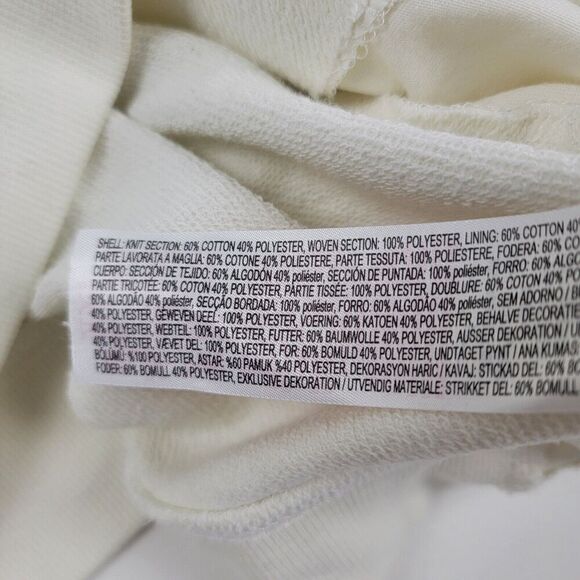 SHELL: KNIT SECTION: 60% COTTON 40% POLYESTER, WOVEN SECTION: 100% POLYESTER, LINING: 60% COTTON 40%
PARTE LAVORATA A MAGLIA: 60% COTONE 40% POLIESTERE, PARTE TESSUTA: 100% POLIESTERE, FODERA: 60% CO
CUERPO: SECCIÓN DE TEJIDO: 60% ALGODÓN 40% poliéster, SECCIÓN DE PUNTADA: 100% poliéster, FORRO: 60% ALG
PARTIE TRICOTÉE: 60% COTON 40% POLYESTER, PARTIE TISSÉE: 100% POLYESTER, DOUBLURE: 60% COTON 40% PO
60% ALGODÃO 40% poliéster, SECÇÃO BORDADA: 100% poliéster, FORRO: 60% ALGODÃO 40% poliéster, SEM ADORNO / BE
40% POLYESTER, GEWEVEN DEEL: 100% POLYESTER, VOERING: 60% KATOEN 40% POLYESTER, BEHALVE DECORATIE
40% POLYESTER, WEBTEIL: 100% POLYESTER, FUTTER: 60% BAUMWOLLE 40% POLYESTER, AUSSER DEKORATION / U
40% POLYESTER, VÆVET DEL: 100% POLYESTER, FOR: 60% BOMULD 40% POLYESTER, UNDTAGET PYNT / ANA KUMAS
BÖLÜMÜ: %100 POLYESTER, ASTAR: %60 PAMUK %40 POLYESTER, DEKORASYON HARIC / KAVAJ: STICKAD DEL: 60%
FODER: 60% BOMULL 40% POLYESTER, EXKLUSIVE DEKORATION / UTVENDIG MATERIALE: STRIKKET DEL: 60% BOMULL